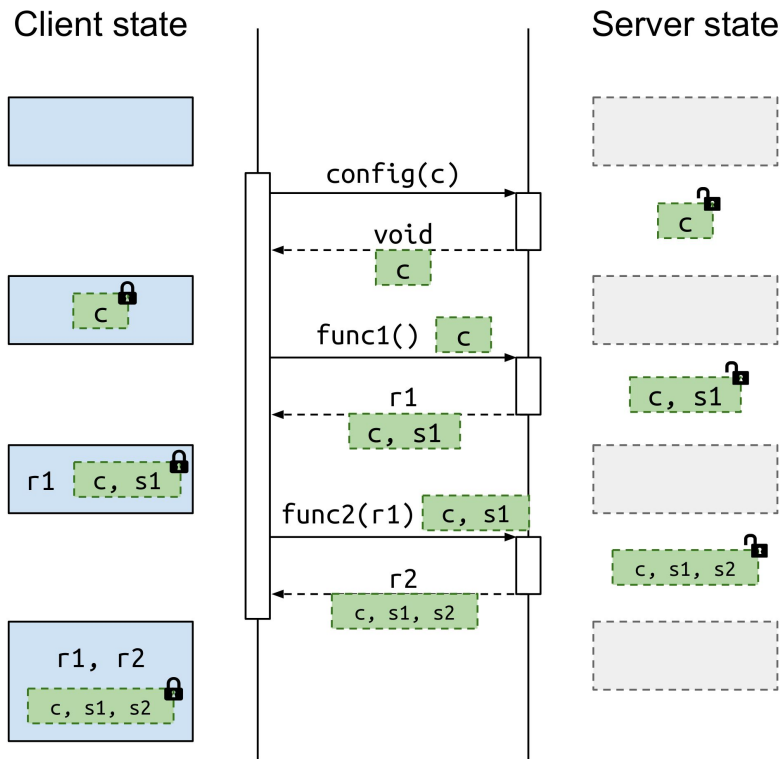 Client state
Server state
config(c)
c
void
c
c
c
func1()
c, s1
r1
c, s1
r1
c, s1
c, s1
func2(r1)
c, s1, s2
r2
c, s1, s2
r1, r2
c, s1, s2